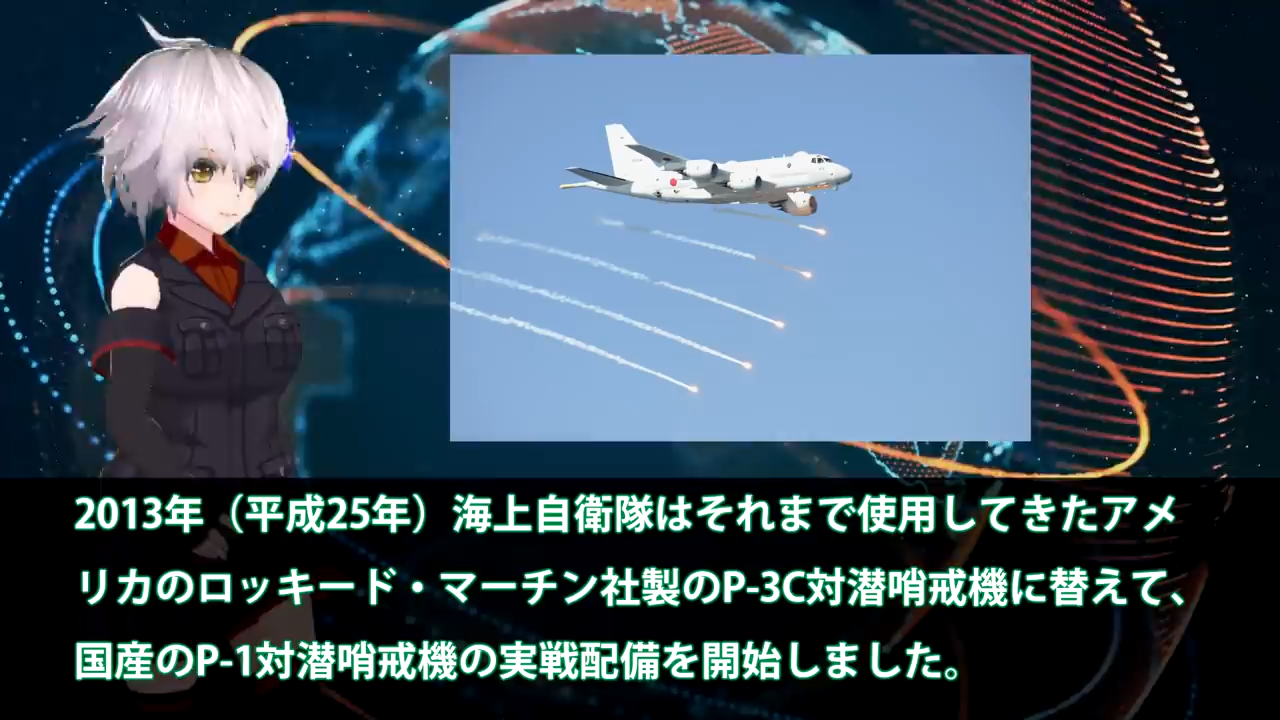 2013年（平成25年）海上自衛隊はそれまで使用してきたアメ
リカのロッキード・マーチン社製のP-3C対潜哨戒機に替えて、
国産のP-1対潜哨戒機の実戦配備を開始しました。